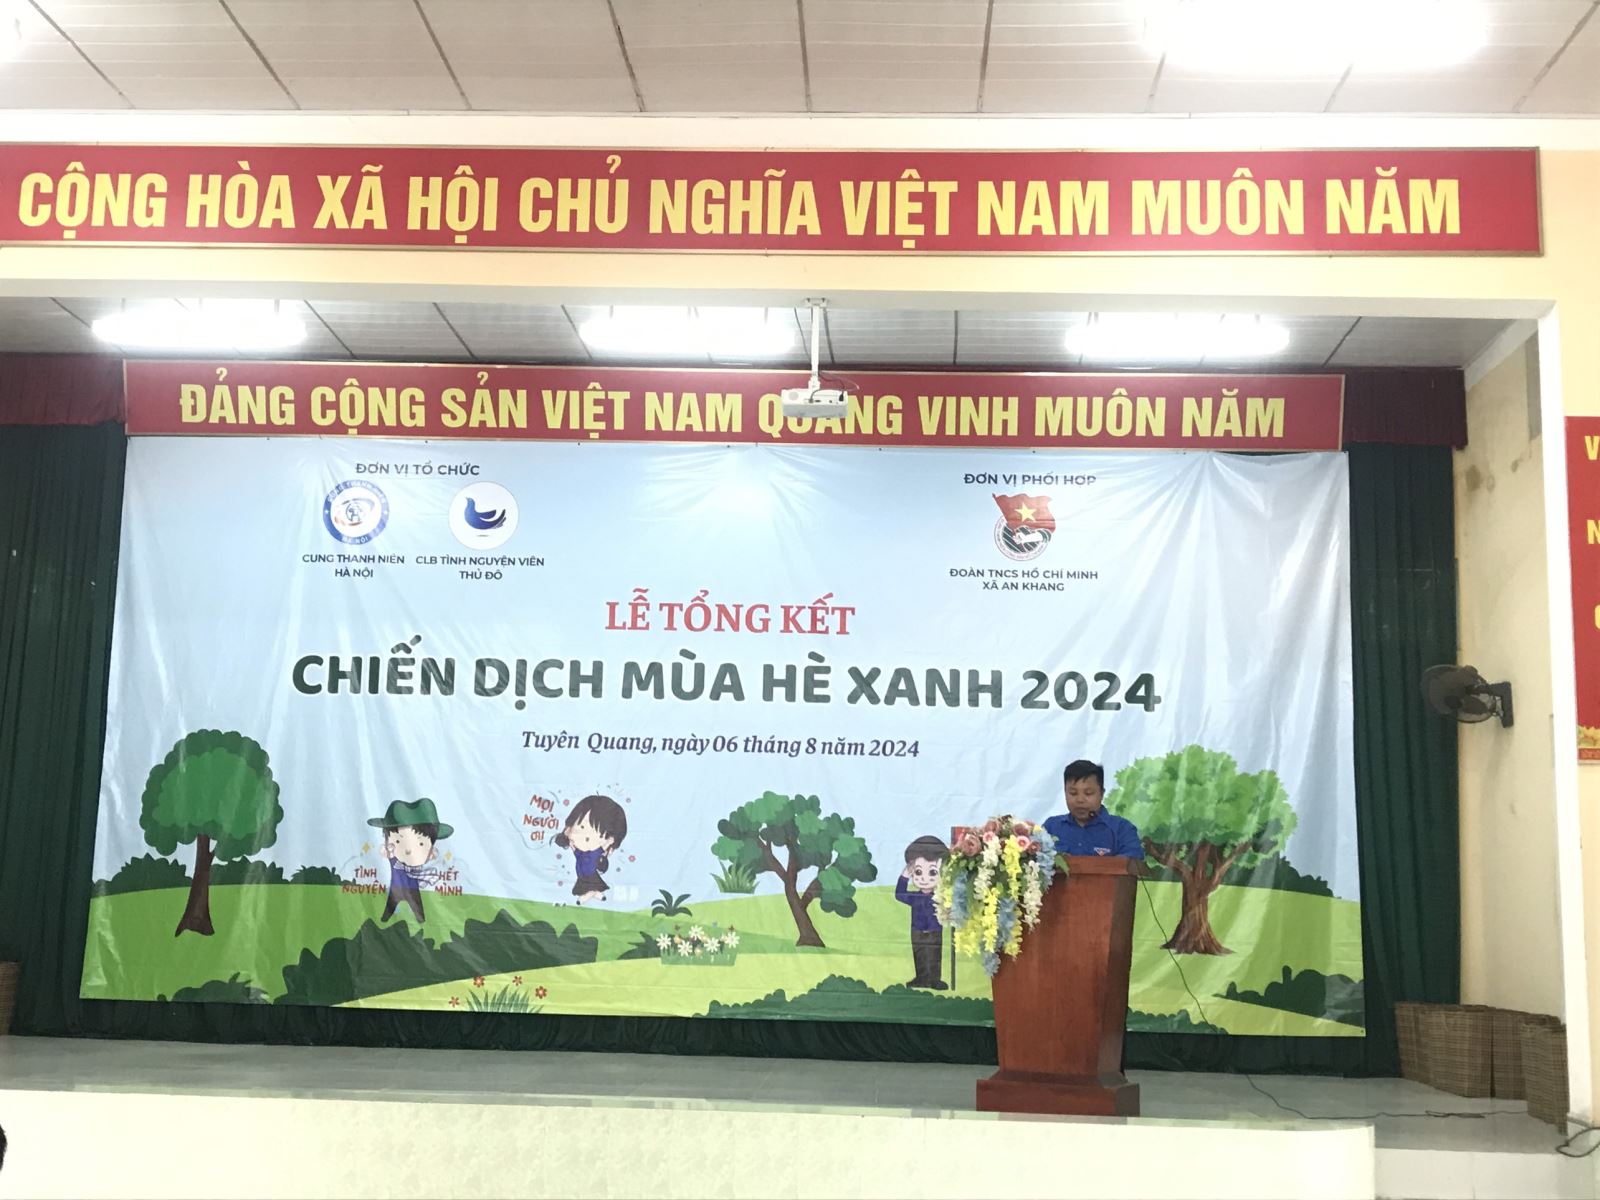 CỘNG HÒA XÃ HỘI CHỦ NGHĨA VIỆT NAM MUÔN NĂM
ĐẢNG CỘNG SẢN VIỆT NAM QUANG VINH MUÔN NĂM
ĐƠN VỊ TỔ CHỨC
CUNG THANH NIÊN
HÀ NỘI
CLB TÌNH NGUYỆN VIÊN
THỦ ĐÔ
ĐƠN VỊ PHỐI HỢP
ĐOÀN TNCS HỒ CHÍ MINH
XÃ AN KHANG
LỄ TỔNG KẾT
CHIẾN DỊCH MÙA HÈ XANH 2024
Tuyên Quang, ngày 06 tháng 8 năm 2024
MỌI
NGƯỜI
ƠI!
TÌNH
NGUYỆN
HẾT
MÌNH